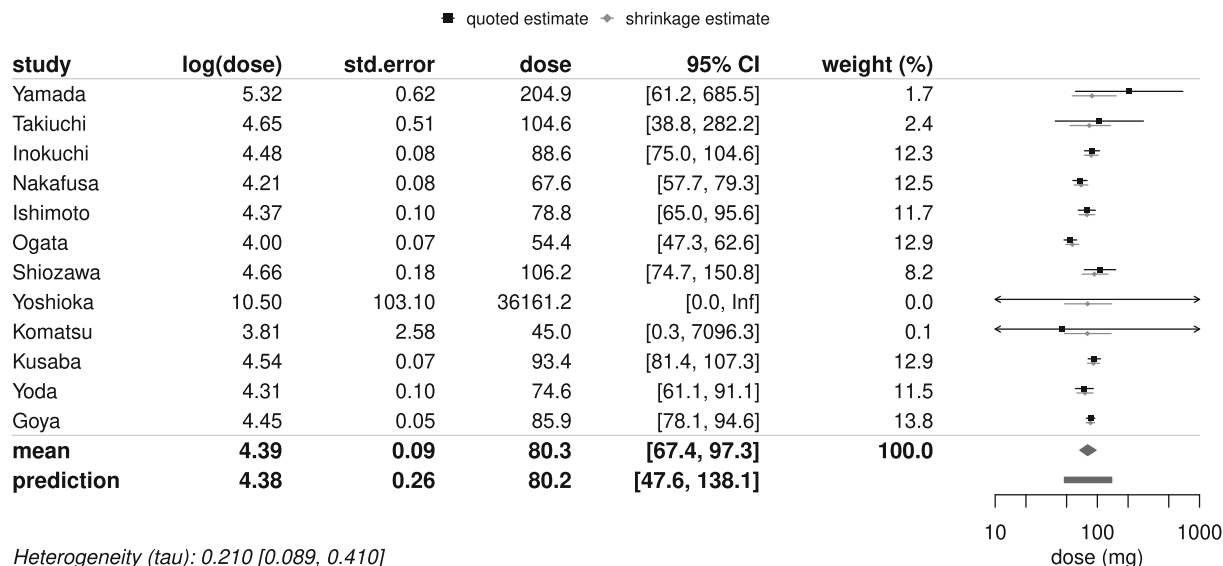 quoted estimate shrinkage estimate
study log(dose) std.error dose 95% CI weight (%)
Yamada 5.32 0.62 204.9 [61.2, 685.5] 1.7
Takiuchi 4.65 0.51 104.6 [38.8, 282.2] 2.4
Inokuchi 4.48 0.08 88.6 [75.0, 104.6] 12.3
Nakafusa 4.21 0.08 67.6 [57.7, 79.3] 12.5
Ishimoto 4.37 0.10 78.8 [65.0, 95.6] 11.7
Ogata 4.00 0.07 54.4 [47.3, 62.6] 12.9
Shiozawa 4.66 0.18 106.2 [74.7, 150.8] 8.2
Yoshioka 10.50 103.10 36161.2 [0.0, Inf] 0.0
Komatsu 3.81 2.58 45.0 [0.3, 7096.3] 0.1
Kusaba 4.54 0.07 93.4 [81.4, 107.3] 12.9
Yoda 4.31 0.10 74.6 [61.1, 91.1] 11.5
Goya 4.45 0.05 85.9 [78.1, 94.6] 13.8
mean 4.39 0.09 80.3 [67.4, 97.3] 100.0
prediction 4.38 0.26 80.2 [47.6, 138.1]
10 100 1000
dose (mg)
Heterogeneity (tau): 0.210 [0.089, 0.410]